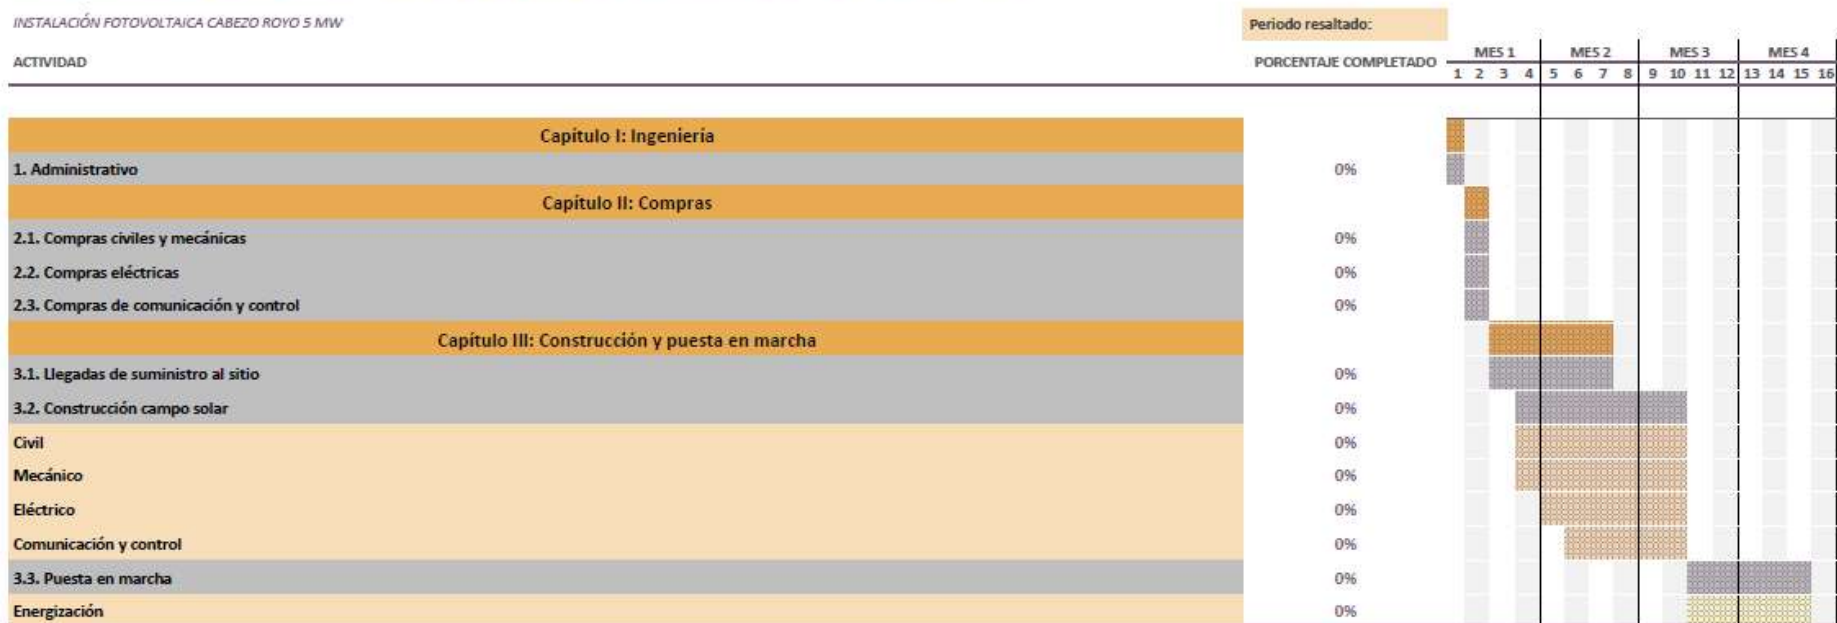 INSTALACIÓN FOTOVOLTAICA CABEZO ROYO 5 MW
Periodo resaltado:
ACTIVIDAD PORCENTAJE COMPLETADO MES 1 MES 2 MES 3 MES 4
1 2 3 4 5 6 7 8 9 10 11 12 13 14 15 16
Capítulo I: Ingeniería
1. Administrativo 0%
Capítulo II: Compras
2.1. Compras civiles y mecánicas 0%
2.2. Compras eléctricas 0%
2.3. Compras de comunicación y control 0%
Capítulo III: Construcción y puesta en marcha
3.1. Llegadas de suministro al sitio 0%
3.2. Construcción campo solar 0%
Civil 0%
Mecánico 0%
Eléctrico 0%
Comunicación y control 0%
3.3. Puesta en marcha 0%
Energización 0%